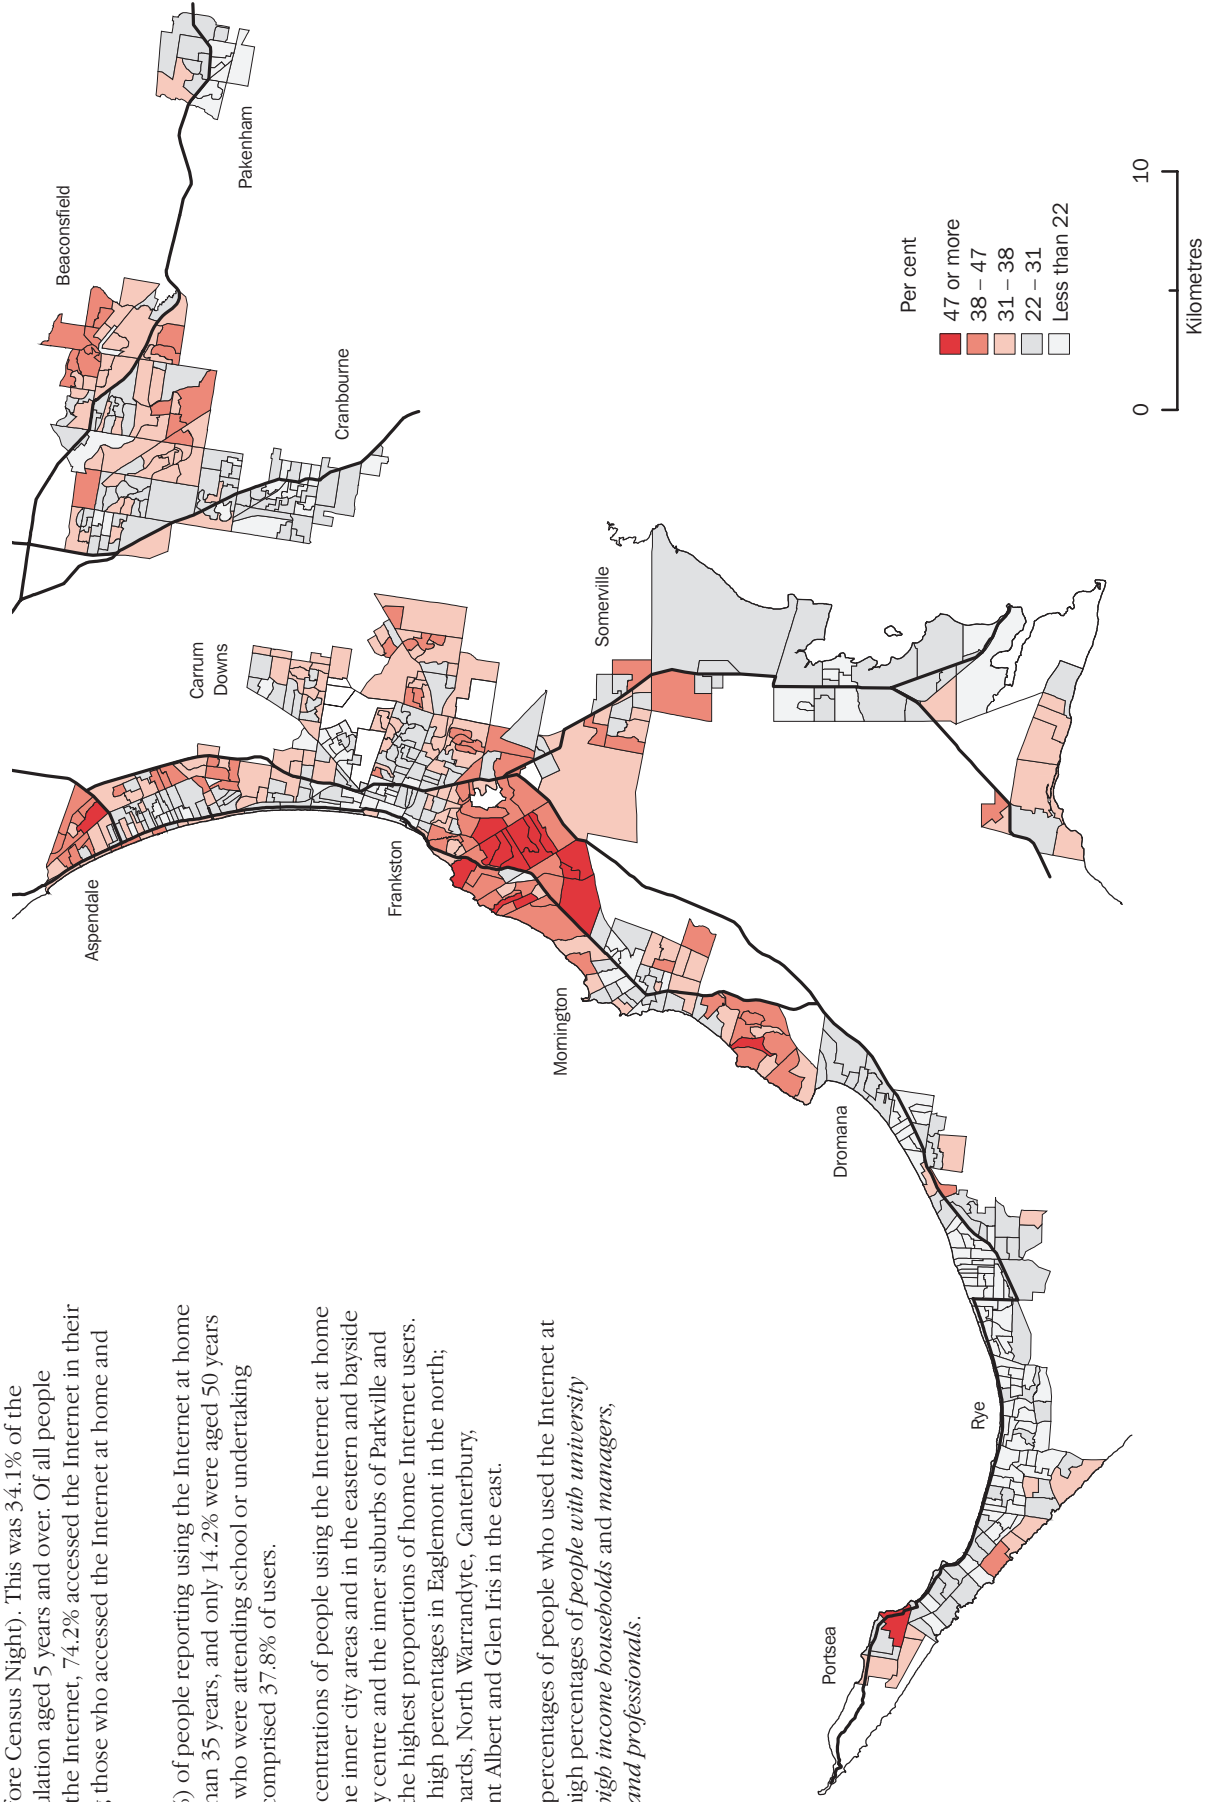 fore Census Night). This was 34.1% of the
ulation aged 5 years and over. Of all people
the Internet, 74.2% accessed the Internet in their
those who accessed the Internet at home and
) of people reporting using the Internet at home
han 35 years, and only 14.2% were aged 50 years
who were attending school or undertaking
comprised 37.8% of users.
centrations of people using the Internet at home
e inner city areas and in the eastern and bayside
y centre and the inner suburbs of Parkville and
the highest proportions of home Internet users.
high percentages in Eaglemont in the north;
nards, North Warrandyte, Canterbury,
nt Albert and Glen Iris in the east.
percentages of people who used the Internet at
high percentages of people with university
high income households and managers,
and professionals.
Pakenham
Beaconsfield
Cranbourne
Carrum
Downs
Somerville
Aspendale
Frankston
Mornington
Dromana
Rye
Portsea
Per cent
47 or more
38 – 47
31 – 38
22 – 31
Less than 22
0
10
Kilometres